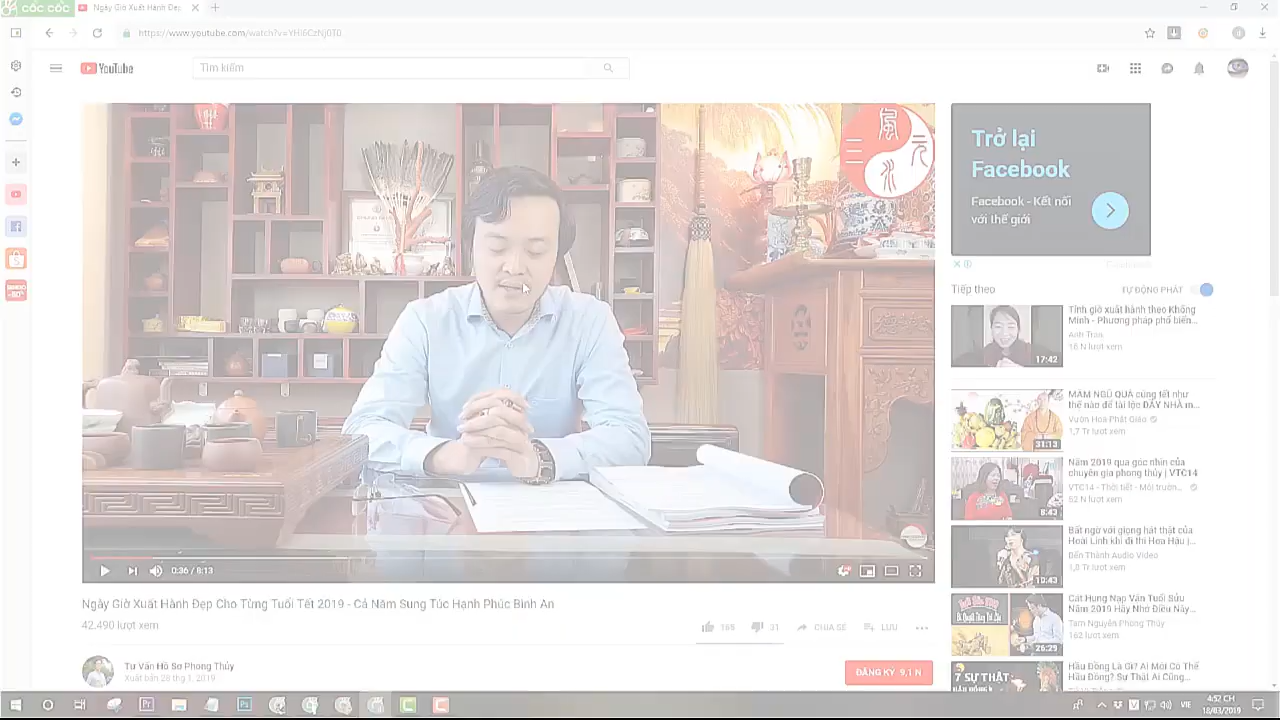 cốc cốc
Ngày Giờ Xuất Hành Đẹp
https://www.youtube.com/watch?v=YHi6CzNj0T0
YouTube
Tìm kiếm
風
元
水
Trở lại
Facebook
Facebook - Kết nối
với thế giới
Tiếp theo
TỰ ĐỘNG PHÁT
Tính giờ xuất hành theo Khổng
Minh - Phương pháp phổ biến...
Anh Tran
16 N lượt xem
17:42
MÂM NGŨ QUẢ cúng tết như
thế nào để tài lộc ĐẦY NHÀ m...
Vườn Hoa Phật Giáo
1,7 Tr lượt xem
31:13
Năm 2019 qua góc nhìn của
chuyên gia phong thủy | VTC14
VTC14 - Thời tiết - Môi trườn...
52 N lượt xem
8:43
Bất ngờ với giọng hát thật của
Hoài Linh khi đi thi Hoa Hậu |...
Bến Thành Audio Video
1,8 Tr lượt xem
10:43
Cát Hung Nạp Vân Tuổi Sửu
Năm 2019 Hãy Nhớ Điều Này...
Tam Nguyên Phong Thủy
162 lượt xem
26:29
Hầu Đồng Là Gì? Ai Mới Có Thể
Hầu Đồng? Sự Thật Ai Cũng...
7 SỰ THẬT
0:36 / 8:13
Ngày Giờ Xuất Hành Đẹp Cho Từng Tuổi Tết 2019 - Cả Năm Sung Túc Hạnh Phúc Bình An
42.490 lượt xem
165
31
CHIA SẺ
LƯU
Tư Vấn Hồ Sơ Phong Thủy
Xuất bản 28 thg 1, 2019
ĐĂNG KÝ 9,1 N
VIE
4:52 CH
18/03/2019